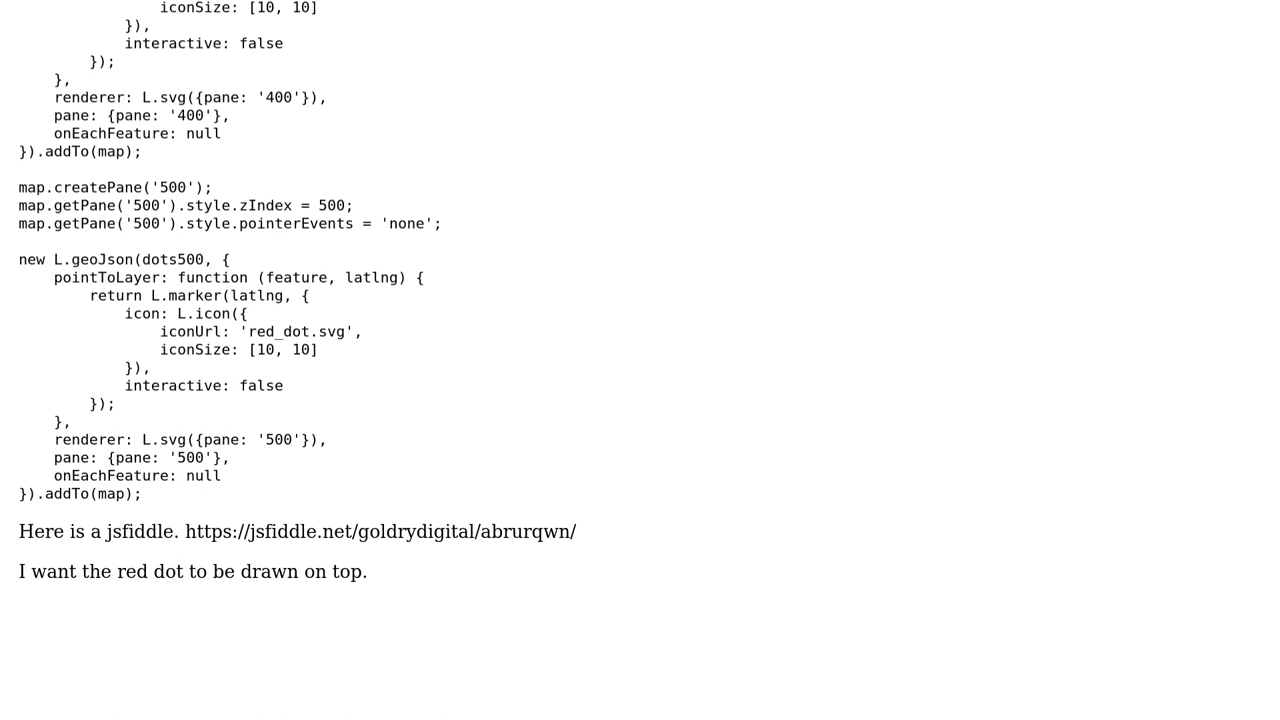 iconSize: [10, 10]
            }),
            interactive: false
        });
    },
    renderer: L.svg({pane: '400'}),
    pane: {pane: '400'},
    onEachFeature: null
}).addTo(map);

map.createPane('500');
map.getPane('500').style.zIndex = 500;
map.getPane('500').style.pointerEvents = 'none';

new L.geoJson(dots500, {
    pointToLayer: function (feature, latlng) {
        return L.marker(latlng, {
            icon: L.icon({
                iconUrl: 'red_dot.svg',
                iconSize: [10, 10]
            }),
            interactive: false
        });
    },
    renderer: L.svg({pane: '500'}),
    pane: {pane: '500'},
    onEachFeature: null
}).addTo(map);

Here is a jsfiddle. https://jsfiddle.net/goldrydigital/abrurqwn/

I want the red dot to be drawn on top.